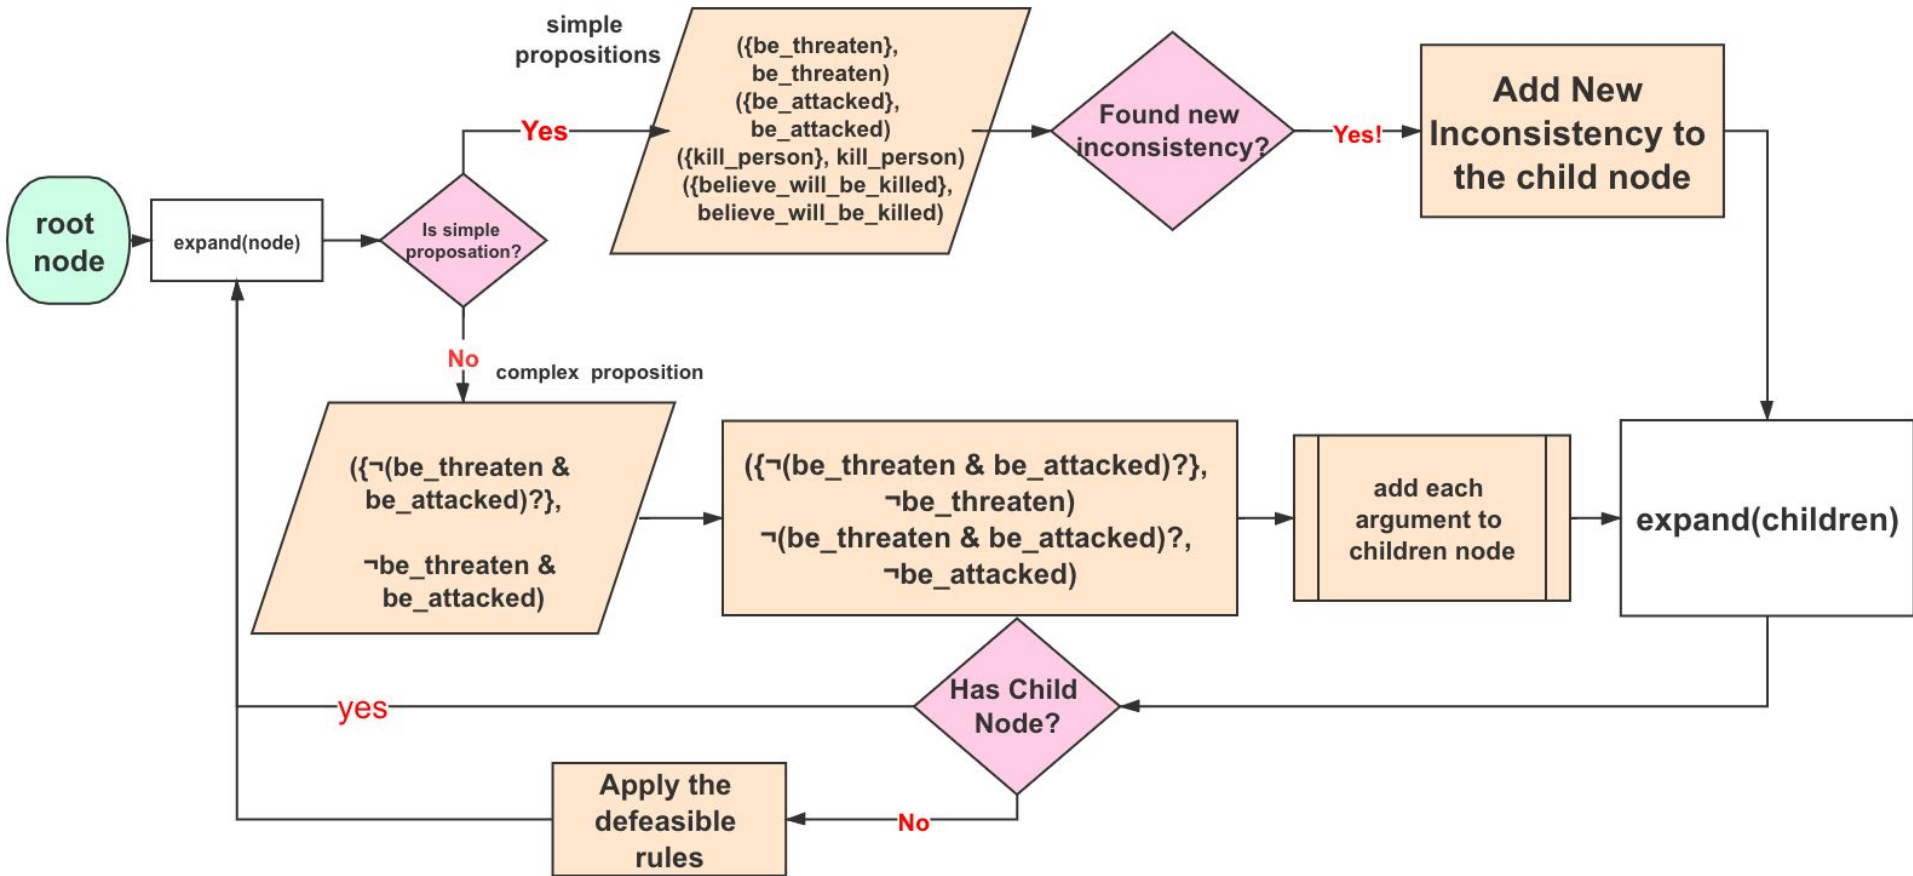 simple
propositions
({be_threaten},
be_threaten)
({be_attacked},
be_attacked)
({kill_person}, kill_person)
({believe_will_be_killed},
believe_will_be_killed)
Found new
inconsistency?
Yes!
Add New
Inconsistency to
the child node
Yes
root
node
expand(node)
Is simple
proposation?
No
complex proposition
({¬(be_threaten &
be_attacked)?},
¬be_threaten &
be_attacked)
({¬(be_threaten & be_attacked)?},
¬be_threaten)
¬(be_threaten & be_attacked)?,
¬be_attacked)
add each
argument to
children node
expand(children)
Has Child
Node?
yes
Apply the
defeasible
rules
No